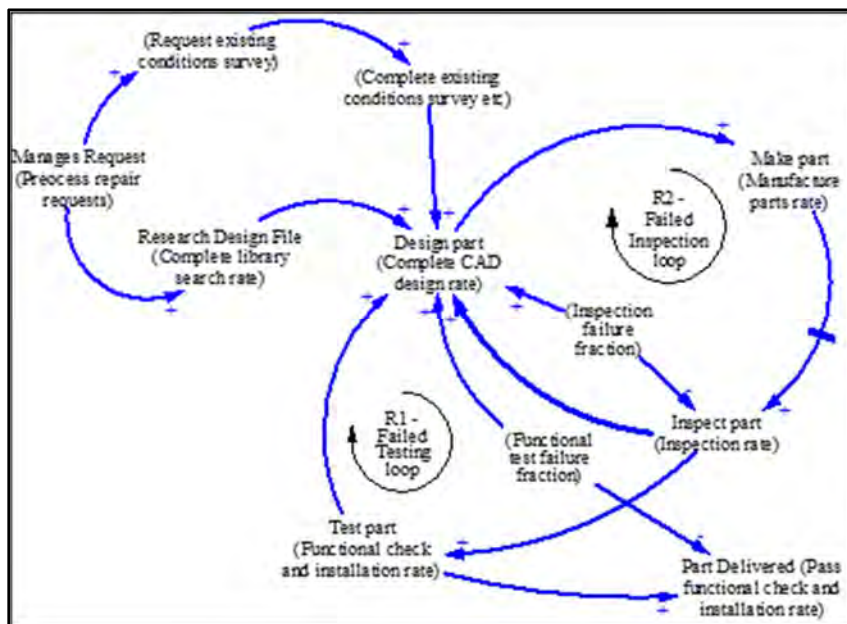 (Request existing
conditions survey)
(Complete existing
conditions survey etc)
Manages Request
(Preocess repair
requests)
Research Design File
(Complete library
search rate)
Design part
(Complete CAD
design rate)
Make part
(Manufacture
parts rate)
R2 -
Failed
Inspection
loop
(Inspection
failure
fraction)
R1 -
Failed
Testing
loop
(Functional
test failure
fraction)
Inspect part
(Inspection rate)
Test part
(Functional check
and installation rate)
Part Delivered (Pass
functional check and
installation rate)